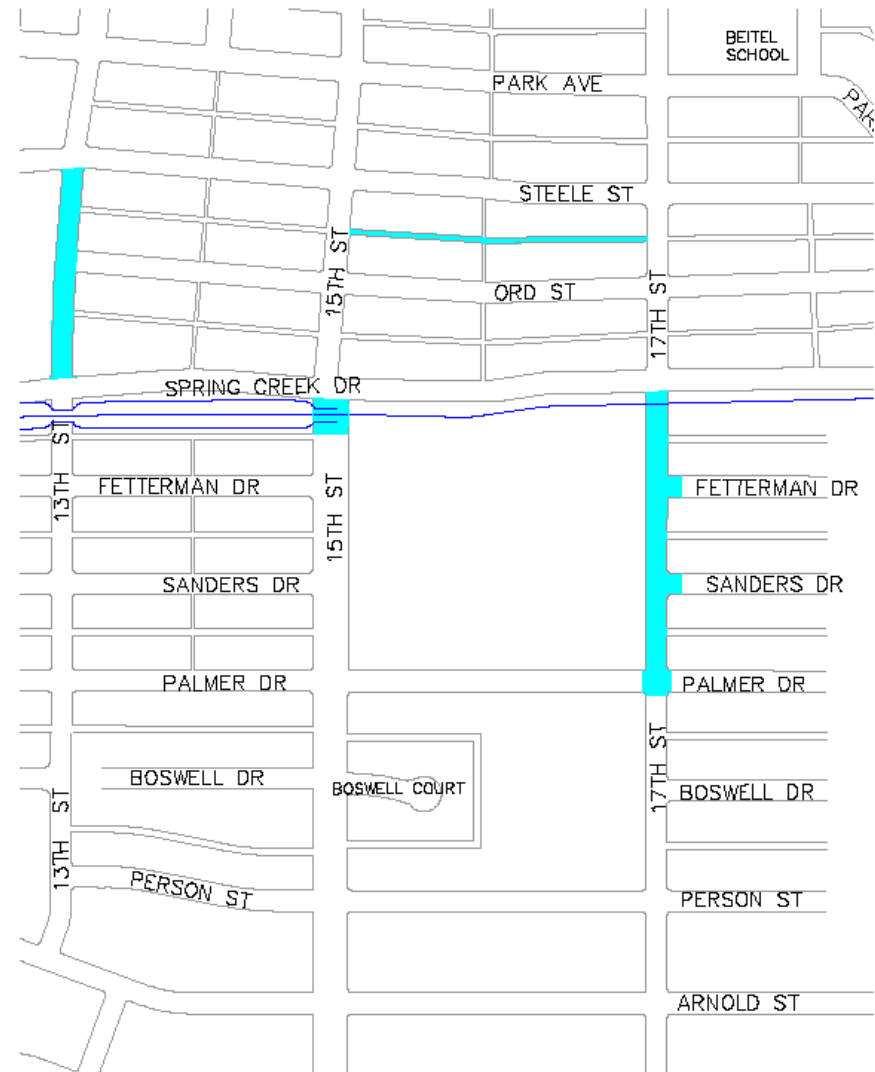 BEITEL
SCHOOL
PARK AVE
STEELE ST
15TH ST
ORD ST
17TH ST
SPRING CREEK DR
13TH ST
FETTERMAN DR
15TH ST
FETTERMAN DR
SANDERS DR
SANDERS DR
PALMER DR
PALMER DR
17TH ST
BOSWELL DR
BOSWELL COURT
BOSWELL DR
13TH ST
PERSON ST
PERSON ST
ARNOLD ST